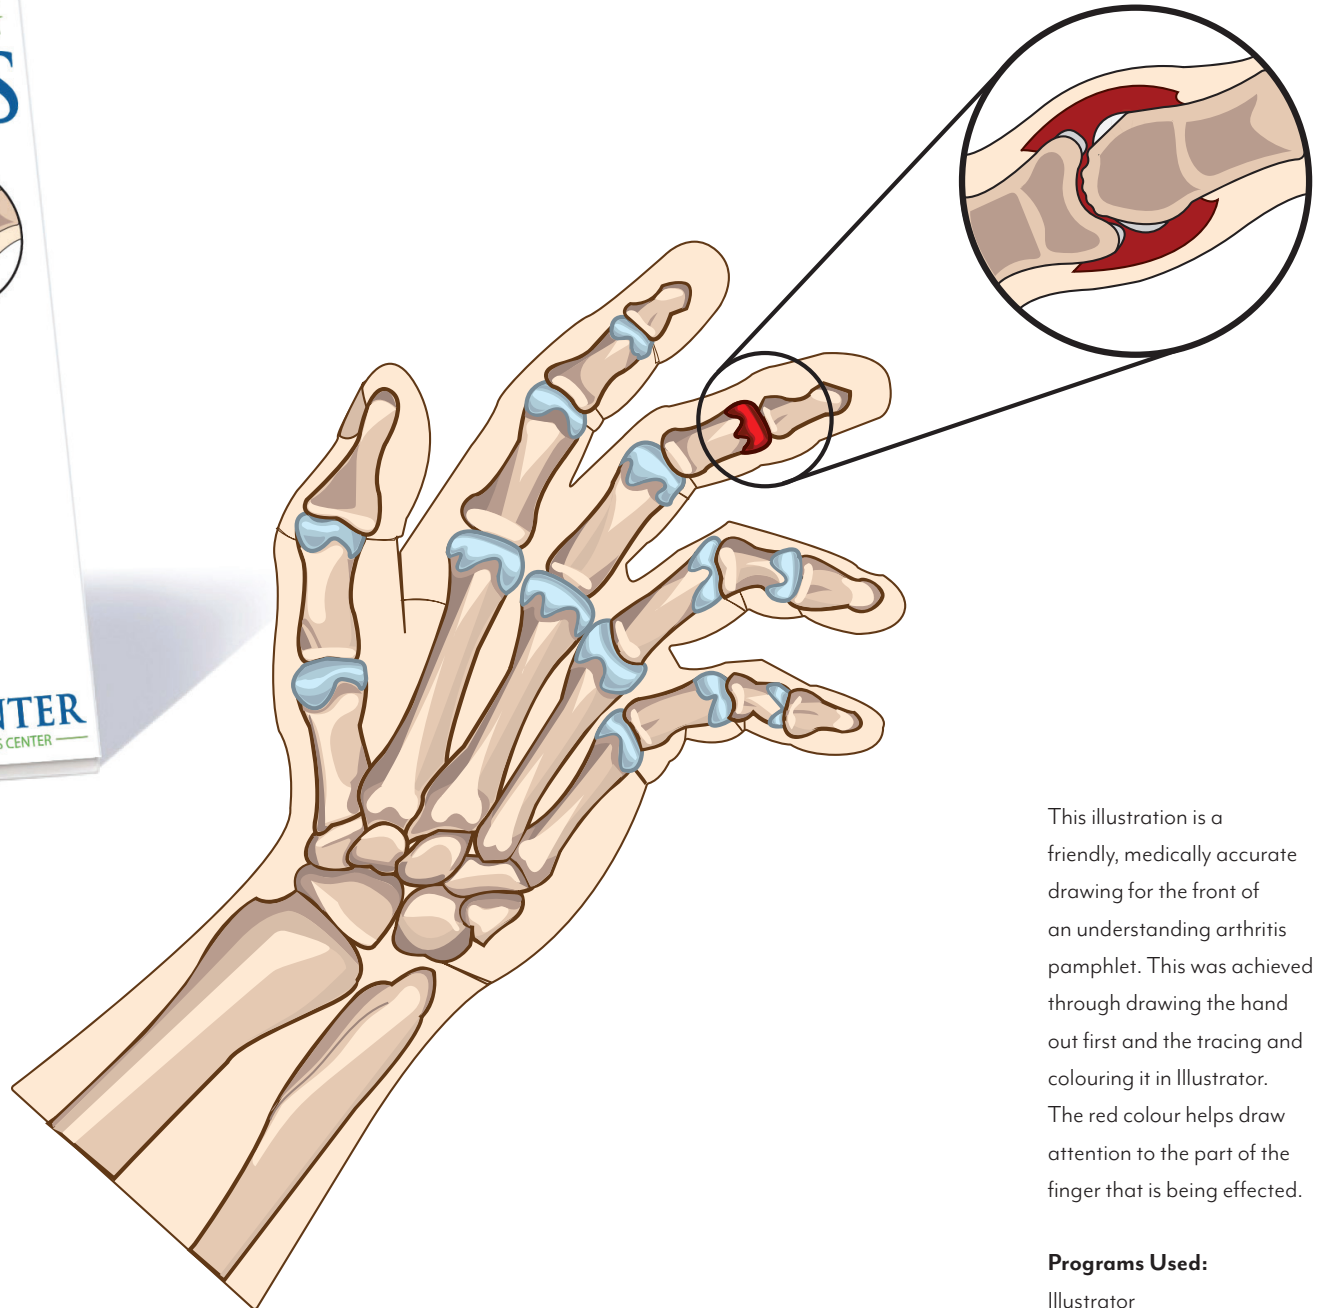 S
NTER
S CENTER
This illustration is a
friendly, medically accurate
drawing for the front of
an understanding arthritis
pamphlet. This was achieved
through drawing the hand
out first and the tracing and
colouring it in Illustrator.
The red colour helps draw
attention to the part of the
finger that is being effected.
Programs Used:
Illustrator